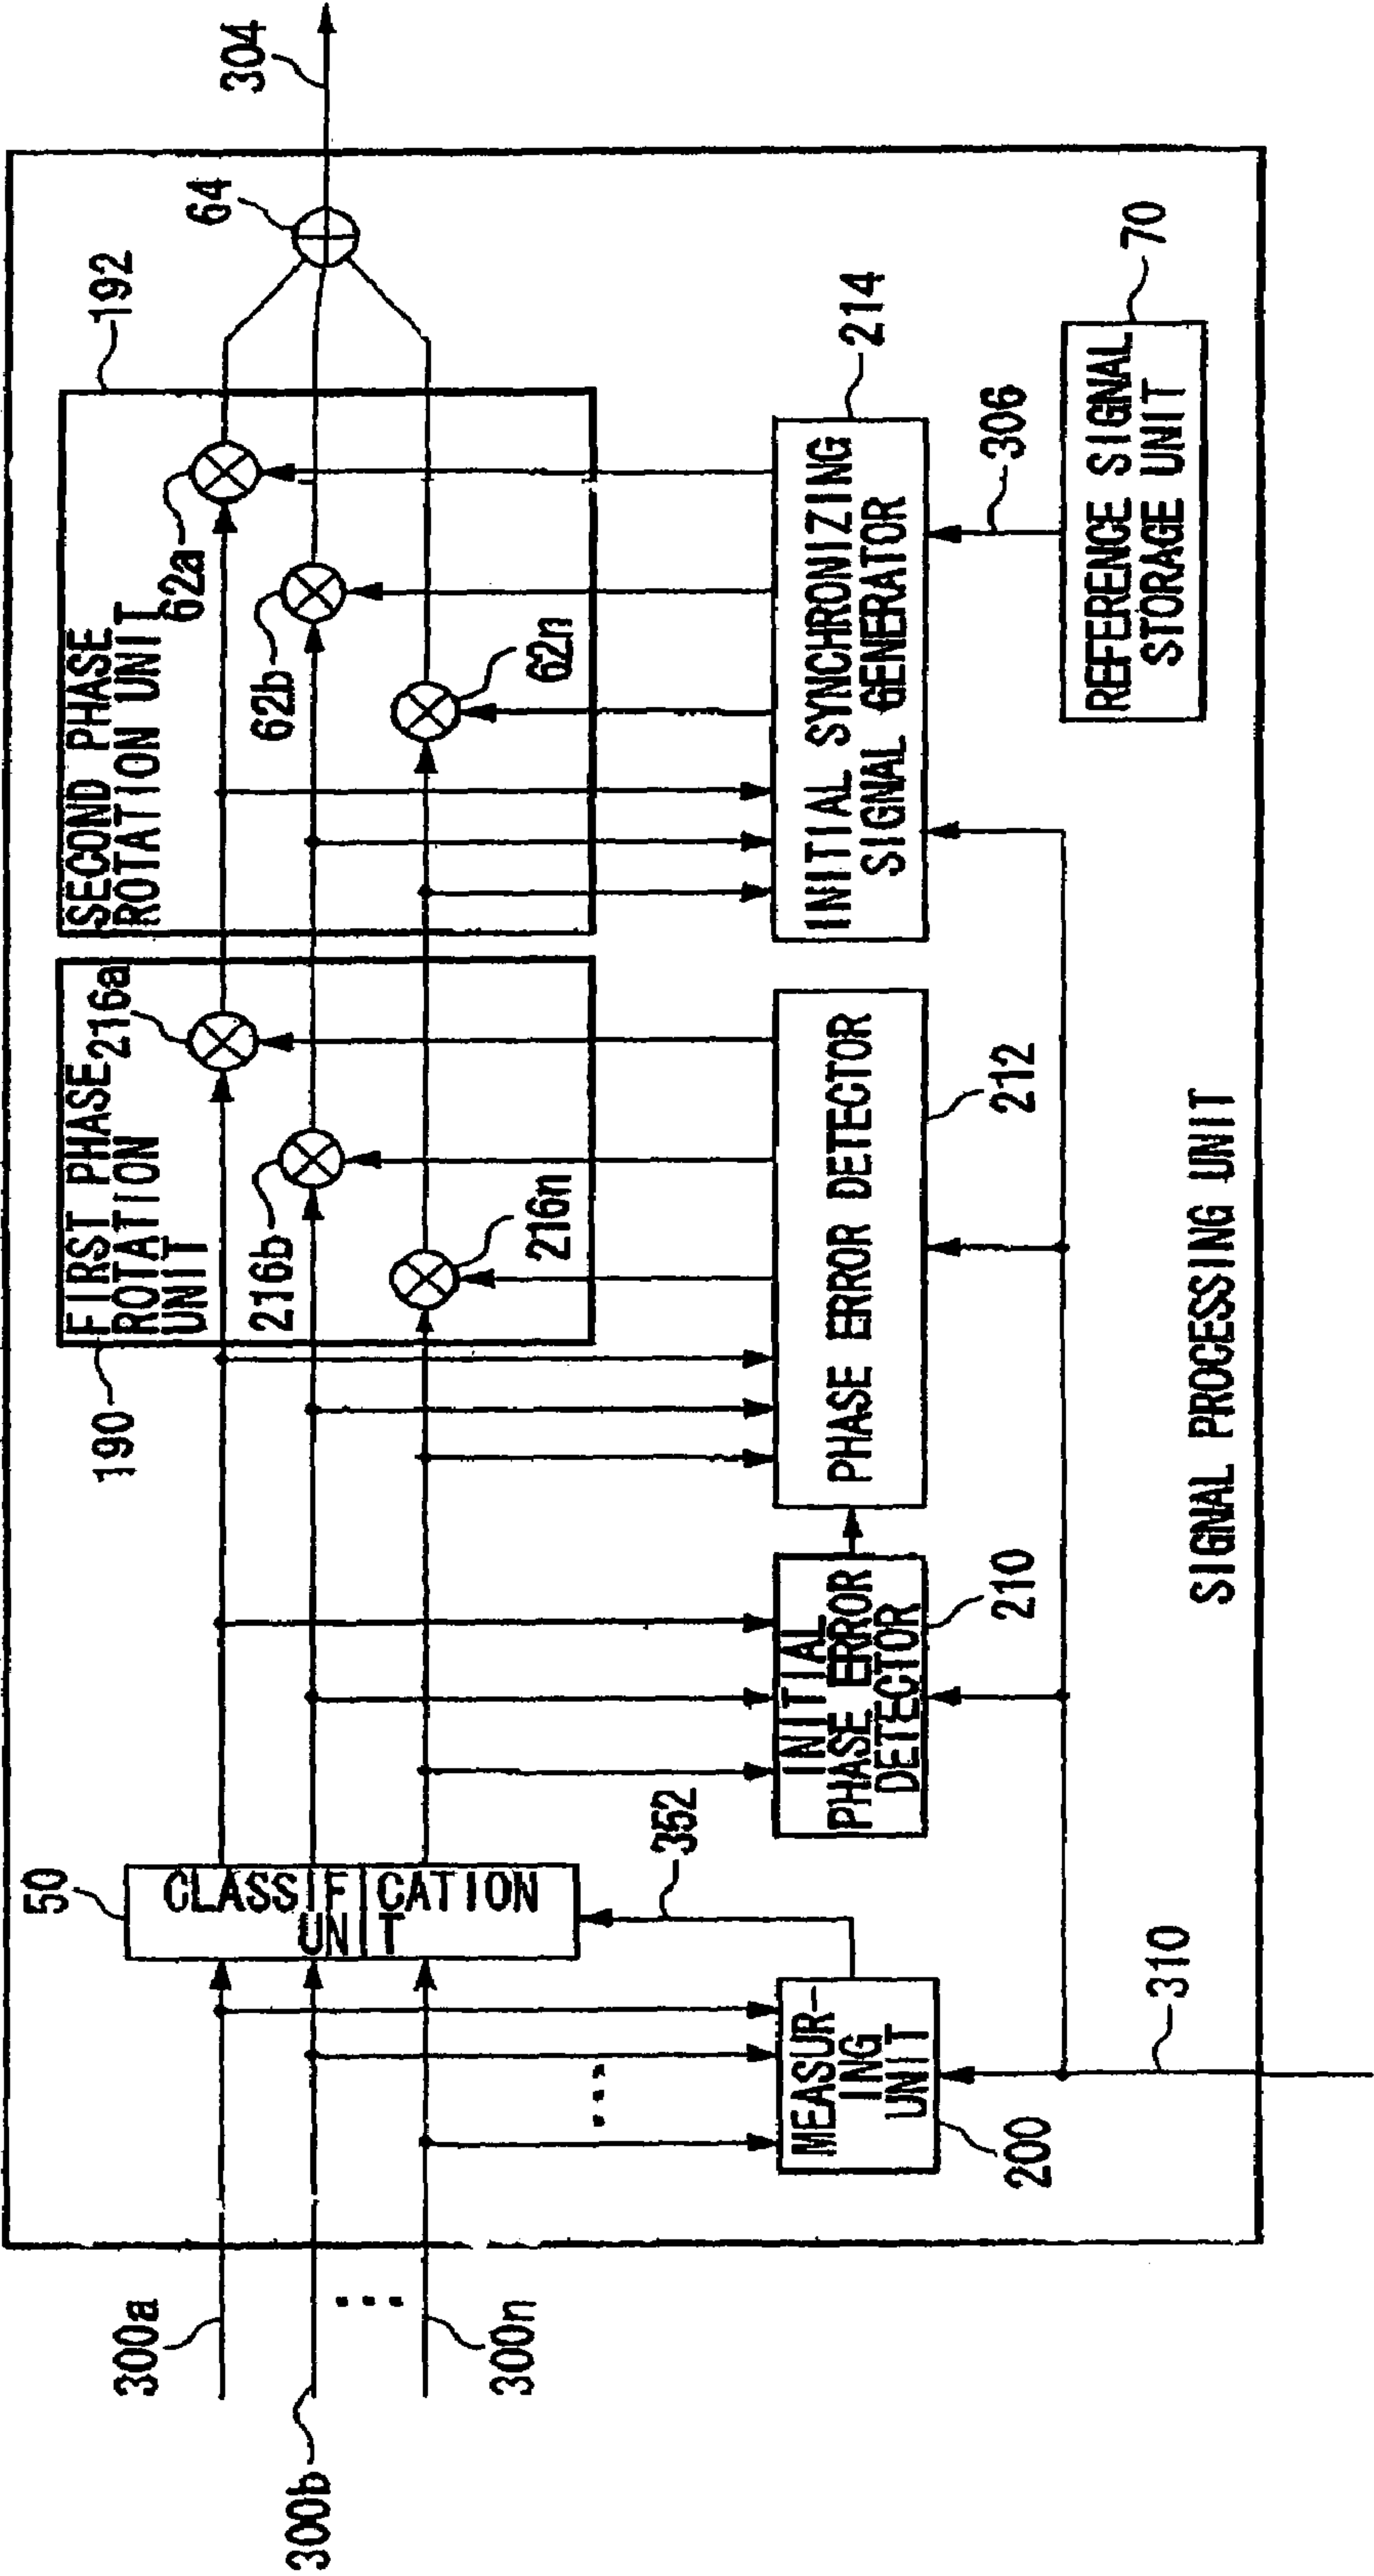 300a
300b
300n
50
CLASSIFICATION
UNIT
352
MEASUR-
ING
UNIT
200
310
190
FIRST PHASE
ROTATION
UNIT
216a
216b
216n
INITIAL
PHASE ERROR
DETECTOR
210
PHASE ERROR DETECTOR
212
SECOND PHASE
ROTATION UNIT
192
62a
62b
62n
64
304
INITIAL SYNCHRONIZING
SIGNAL GENERATOR
214
306
REFERENCE SIGNAL
STORAGE UNIT
70
SIGNAL PROCESSING UNIT